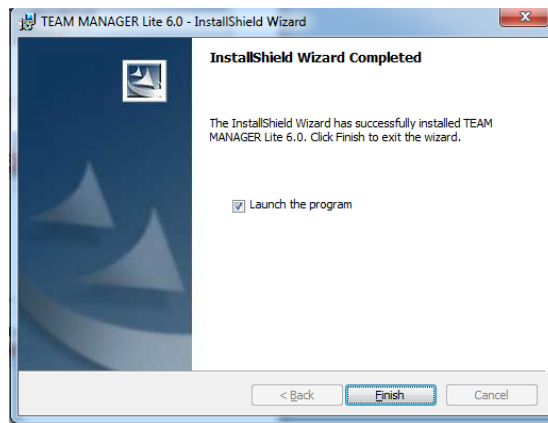 TEAM MANAGER Lite 6.0 - InstallShield Wizard
InstallShield Wizard Completed
The InstallShield Wizard has successfully installed TEAM
MANAGER Lite 6.0. Click Finish to exit the wizard.
Launch the program
< Back Finish Cancel